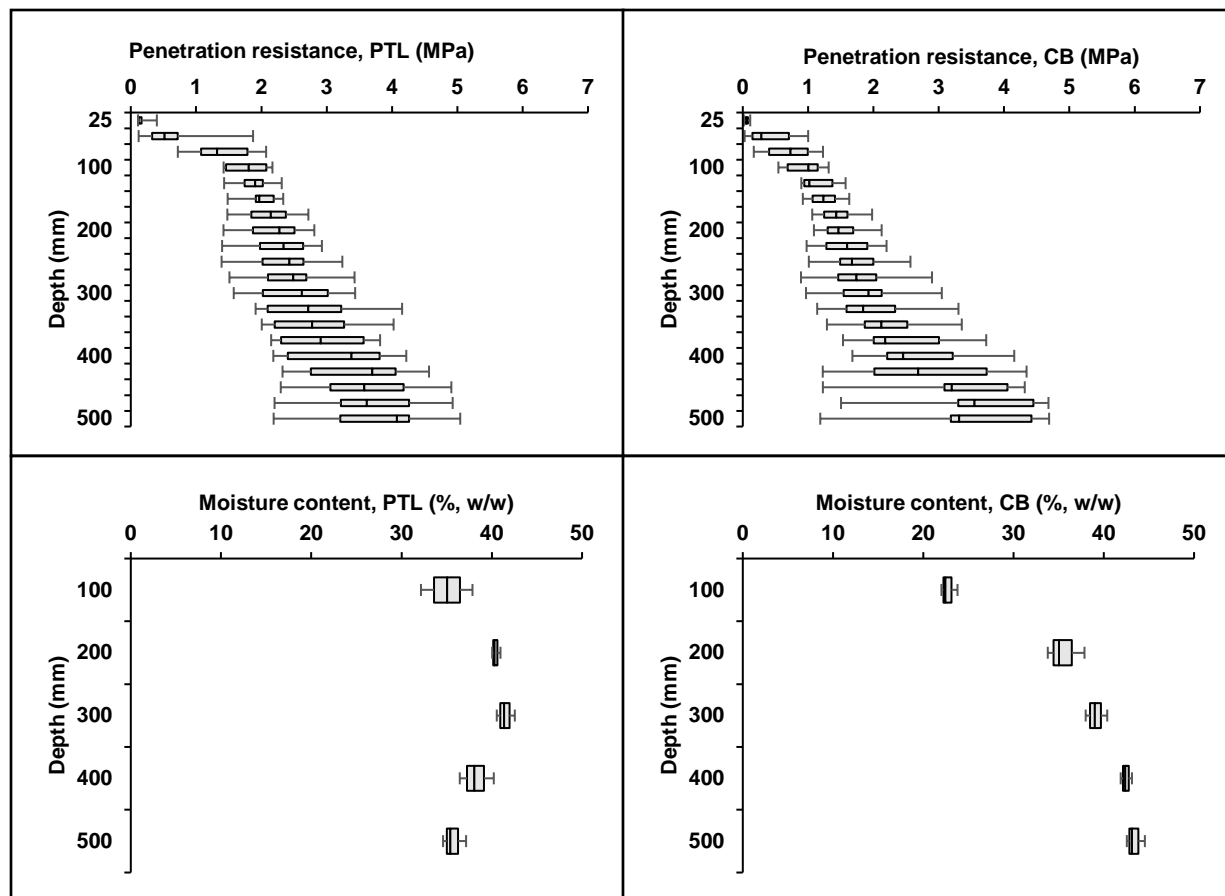 Penetration resistance, PTL (MPa)
0 1 2 3 4 5 6 7
Depth (mm)
25
100
200
300
400
500
Penetration resistance, CB (MPa)
0 1 2 3 4 5 6 7
Depth (mm)
25
100
200
300
400
500
Moisture content, PTL (%, w/w)
0 10 20 30 40 50
Depth (mm)
100
200
300
400
500
Moisture content, CB (%, w/w)
0 10 20 30 40 50
Depth (mm)
100
200
300
400
500